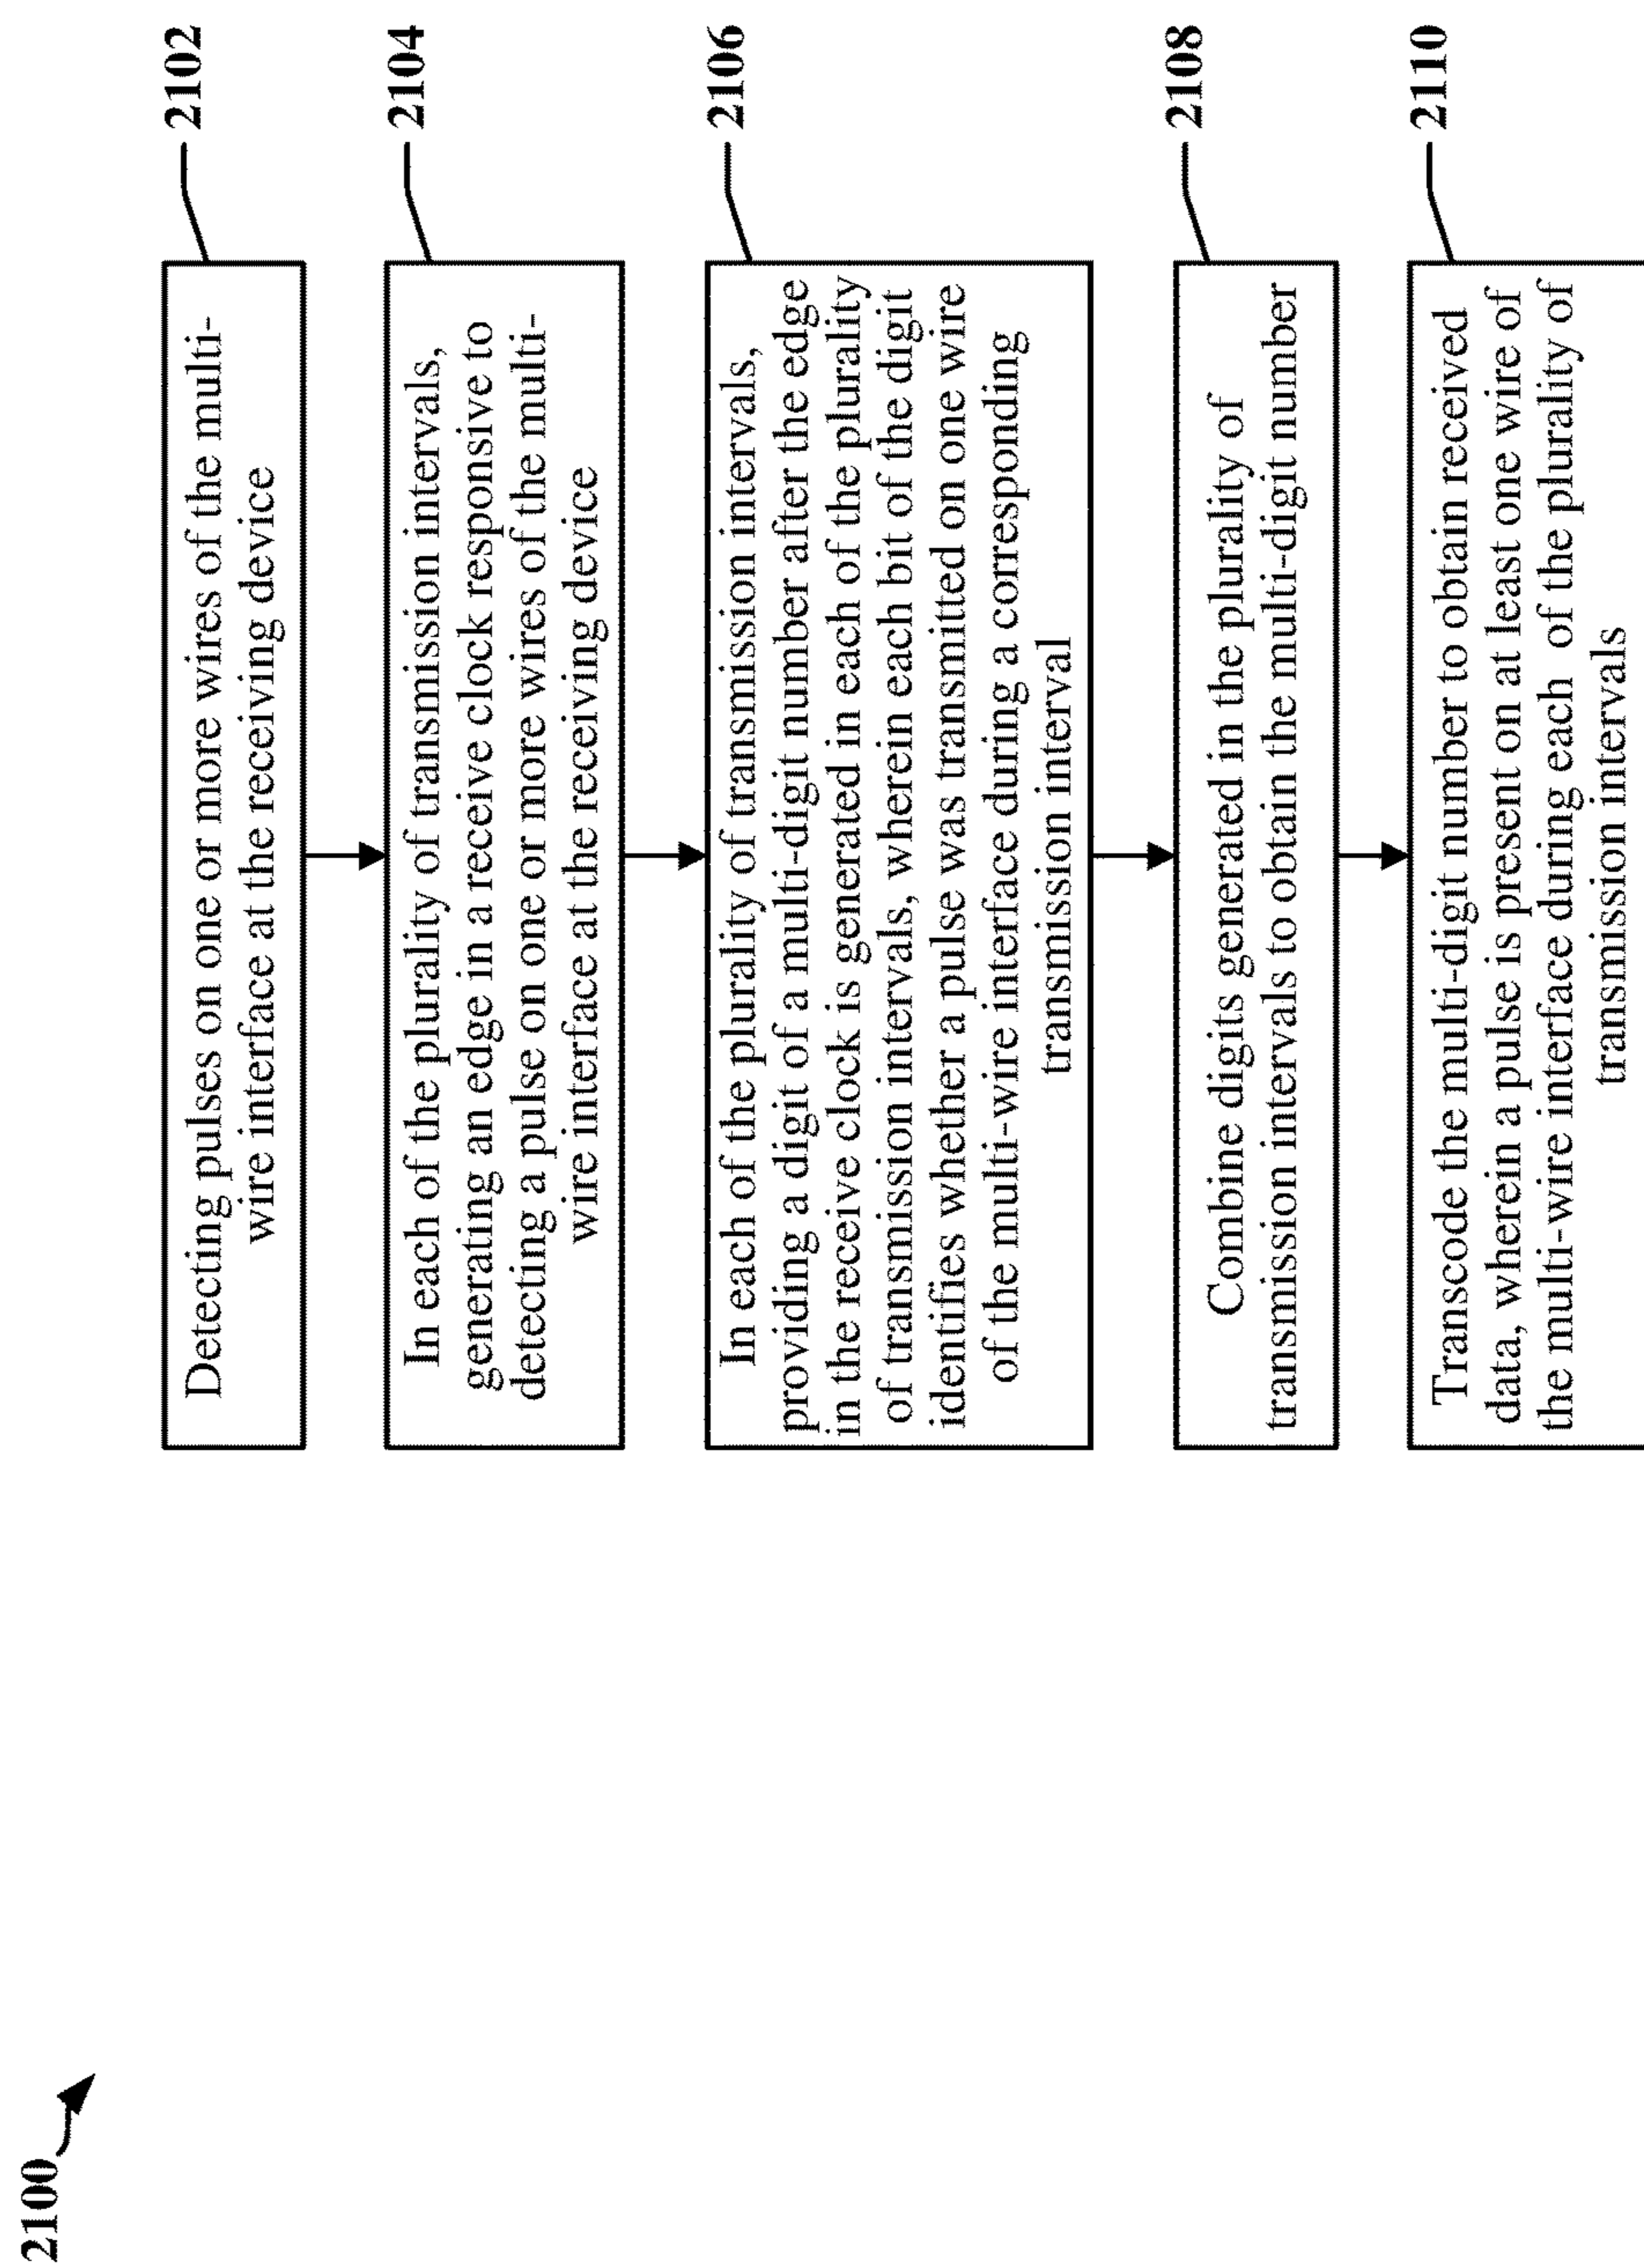 2100
2102
Detecting pulses on one or more wires of the multi-
wire interface at the receiving device
2104
In each of the plurality of transmission intervals,
generating an edge in a receive clock responsive to
detecting a pulse on one or more wires of the multi-
wire interface at the receiving device
2106
In each of the plurality of transmission intervals,
providing a digit of a multi-digit number after the edge
in the receive clock is generated in each of the plurality
of transmission intervals, wherein each bit of the digit
identifies whether a pulse was transmitted on one wire
of the multi-wire interface during a corresponding
transmission interval
2108
Combine digits generated in the plurality of
transmission intervals to obtain the multi-digit number
2110
Transcode the multi-digit number to obtain received
data, wherein a pulse is present on at least one wire of
the multi-wire interface during each of the plurality of
transmission intervals